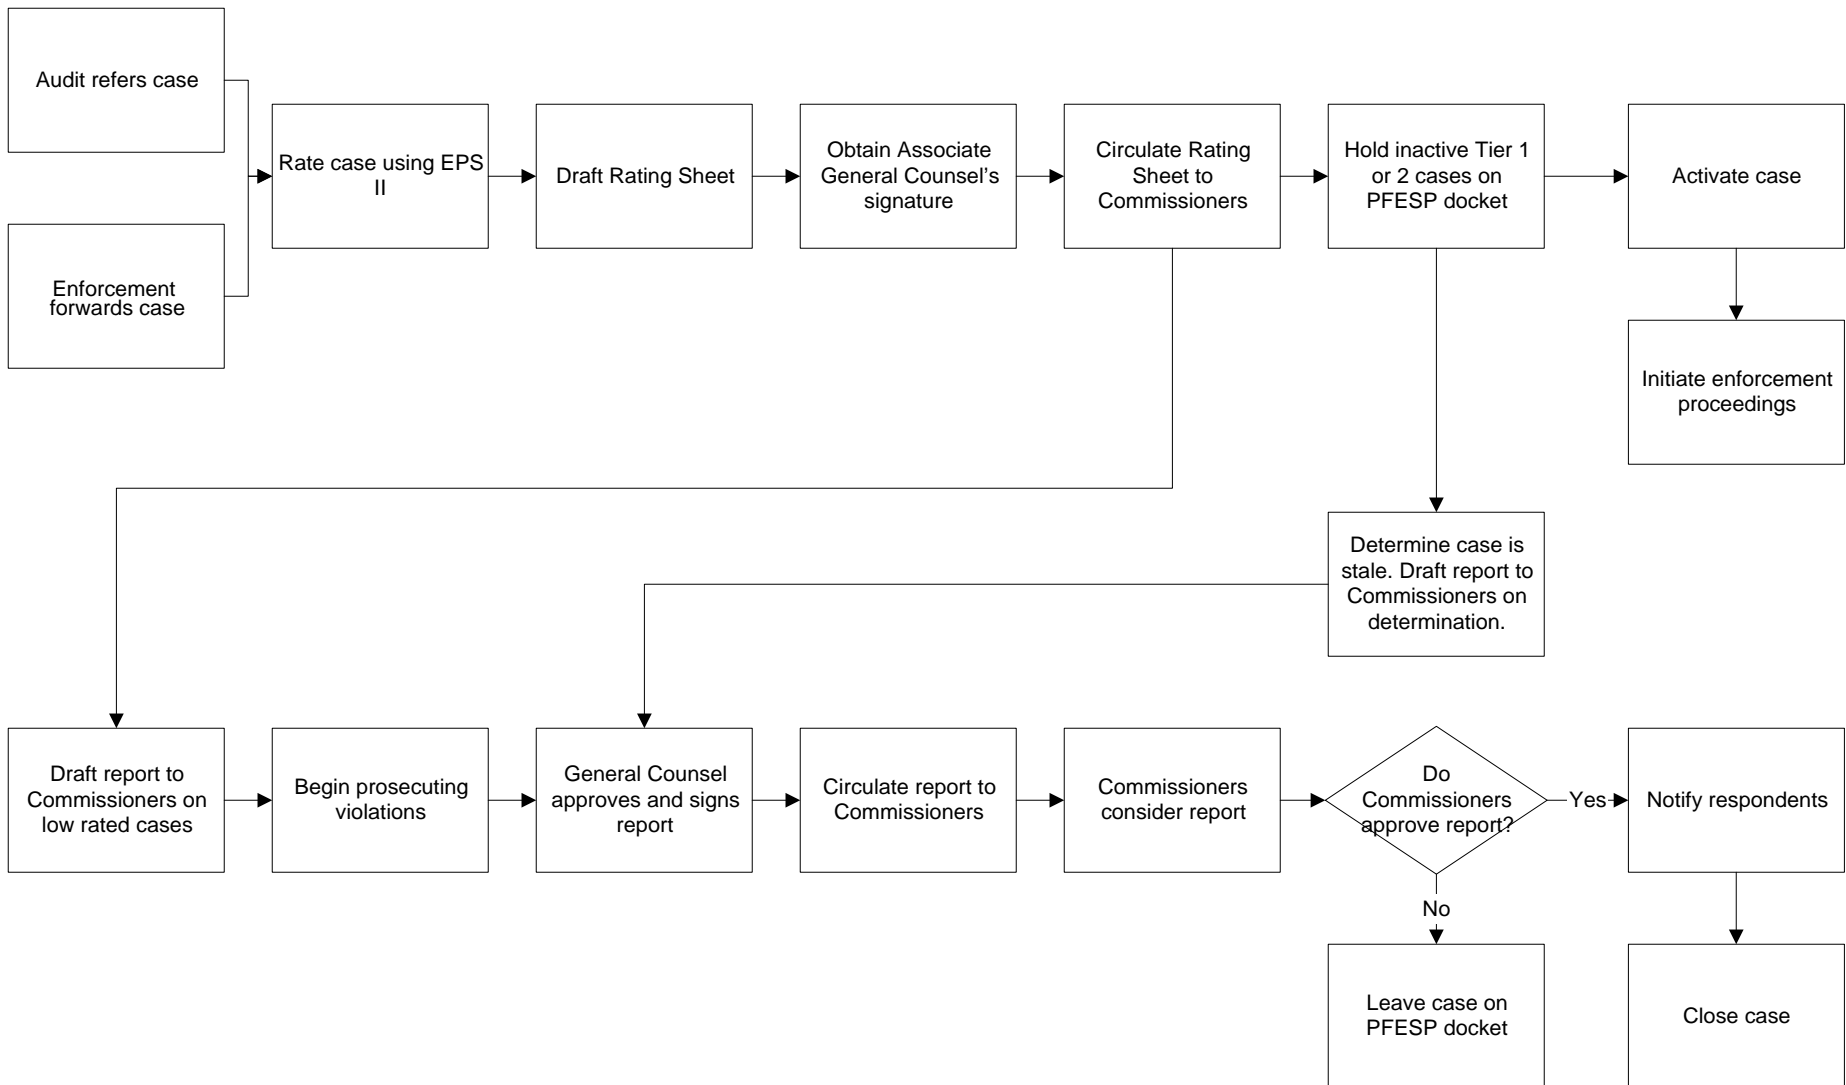 Audit refers case
Enforcement
forwards case
Rate case using EPS
II
Draft Rating Sheet
Obtain Associate
General Counsel’s
signature
Circulate Rating
Sheet to
Commissioners
Hold inactive Tier 1
or 2 cases on
PFESP docket
Activate case
Initiate enforcement
proceedings
Determine case is
stale. Draft report to
Commissioners on
determination.
Draft report to
Commissioners on
low rated cases
Begin prosecuting
violations
General Counsel
approves and signs
report
Circulate report to
Commissioners
Commissioners
consider report
Do
Commissioners
approve report?
Yes
Notify respondents
No
Leave case on
PFESP docket
Close case